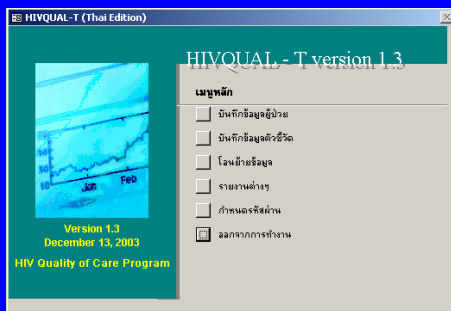 HIVQUAL-T (Thai Edition)
HIVQUAL - T version 1.3
เมนูหลัก
บันทึกข้อมูลผู้ป่วย
บันทึกข้อมูลตัวชี้วัด
โอนย้ายข้อมูล
รายงานต่างๆ
กำหนดรหัสผ่าน
ออกจากการทำงาน
Jan Feb
Version 1.3
December 13, 2003
HIV Quality of Care Program